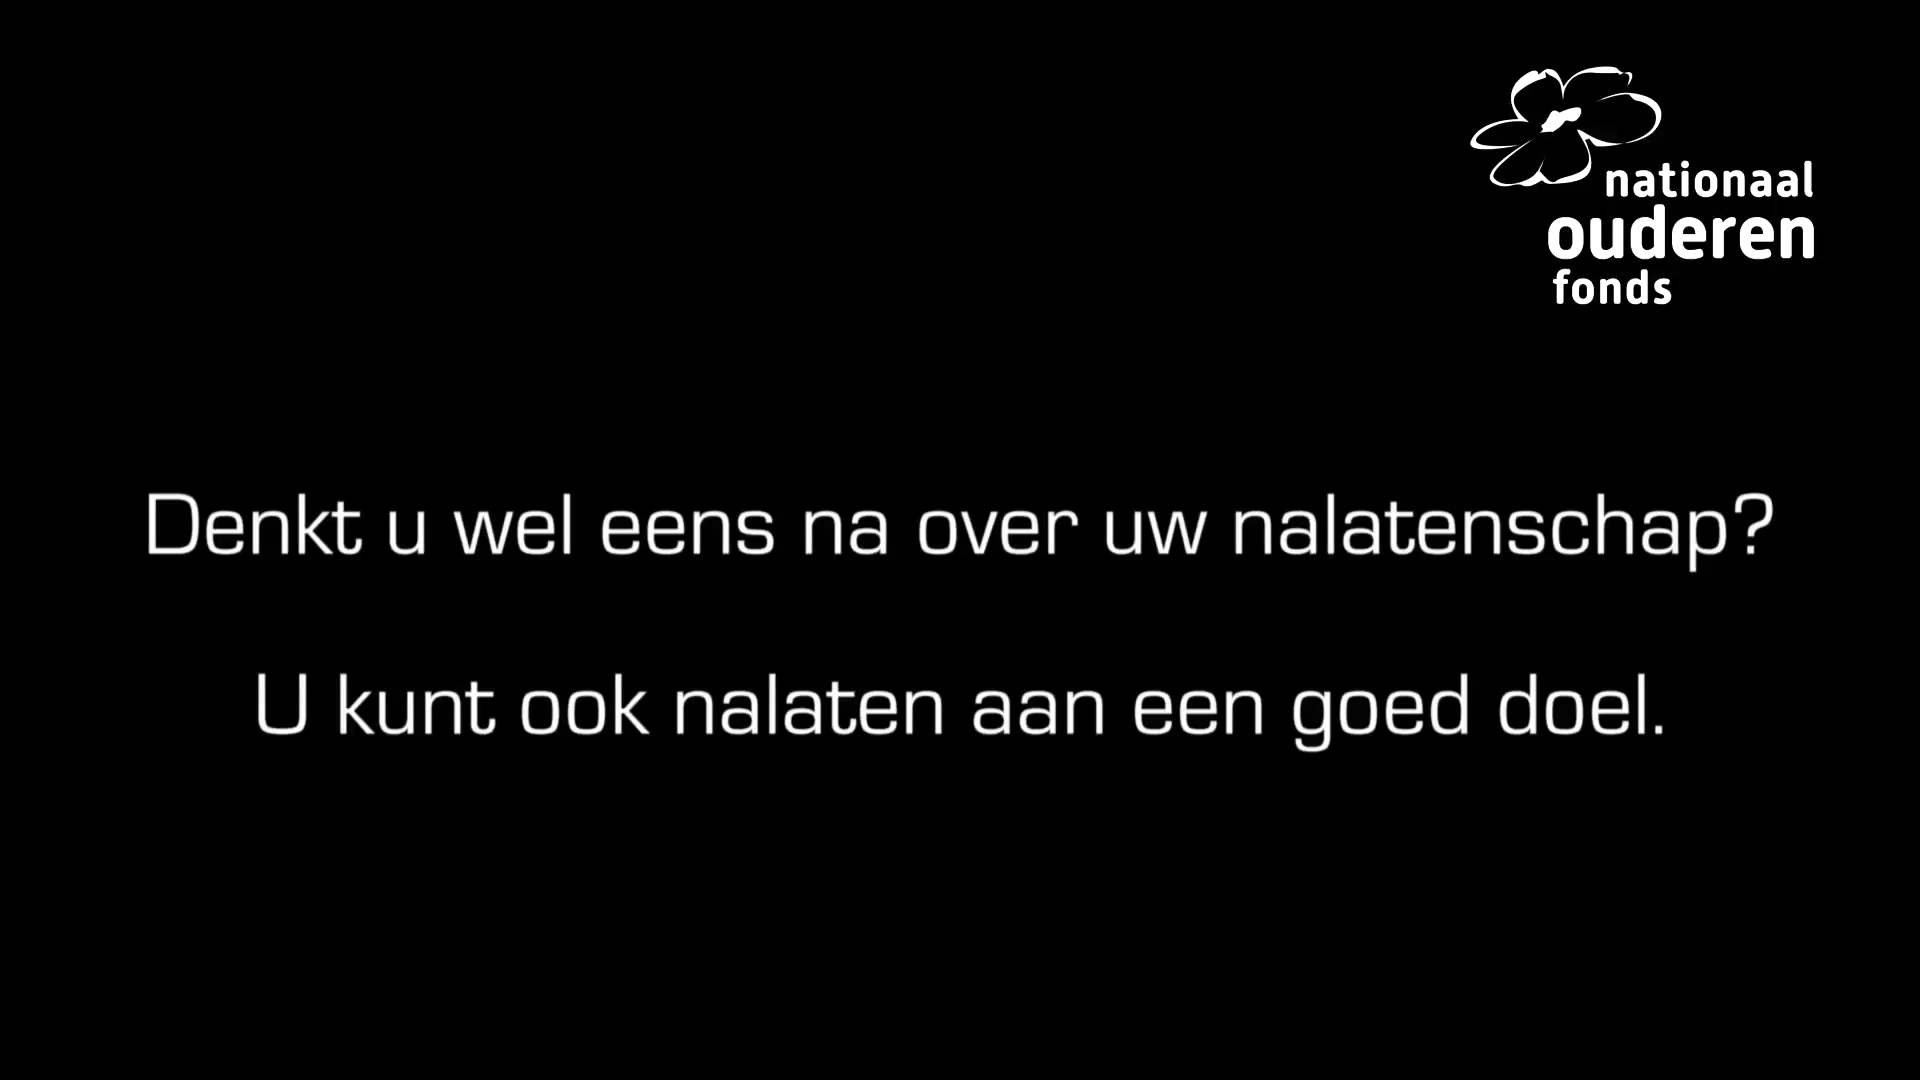 nationaal
ouderen
fonds
Denkt u wel eens na over uw nalatenschap?
U kunt ook nalaten aan een goed doel.